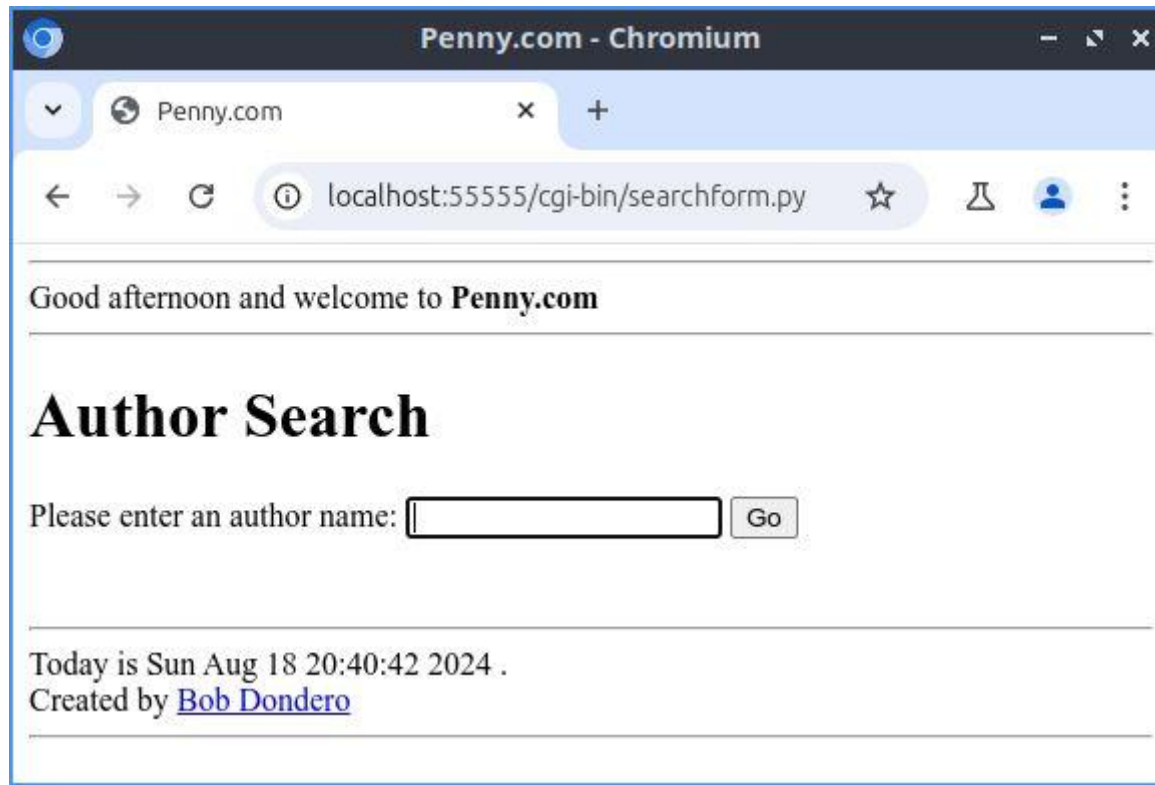 Penny.com - Chromium
Penny.com
localhost:55555/cgi-bin/searchform.py
Good afternoon and welcome to Penny.com
Author Search
Please enter an author name: Go
Today is Sun Aug 18 20:40:42 2024 .
Created by Bob Dondero